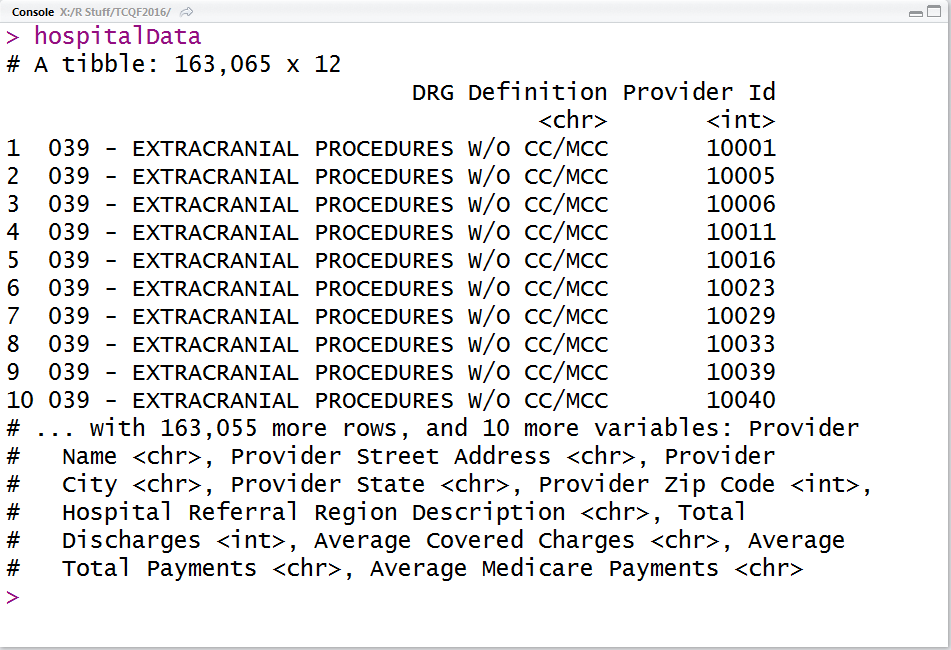 Console X:/R Stuff/TCQF2016/
> hospitalData
# A tibble: 163,065 x 12
DRG Definition Provider Id
<chr> <int>
1 039 - EXTRACRANIAL PROCEDURES W/O CC/MCC 10001
2 039 - EXTRACRANIAL PROCEDURES W/O CC/MCC 10005
3 039 - EXTRACRANIAL PROCEDURES W/O CC/MCC 10006
4 039 - EXTRACRANIAL PROCEDURES W/O CC/MCC 10011
5 039 - EXTRACRANIAL PROCEDURES W/O CC/MCC 10016
6 039 - EXTRACRANIAL PROCEDURES W/O CC/MCC 10023
7 039 - EXTRACRANIAL PROCEDURES W/O CC/MCC 10029
8 039 - EXTRACRANIAL PROCEDURES W/O CC/MCC 10033
9 039 - EXTRACRANIAL PROCEDURES W/O CC/MCC 10039
10 039 - EXTRACRANIAL PROCEDURES W/O CC/MCC 10040
# ... with 163,055 more rows, and 10 more variables: Provider
#   Name <chr>, Provider Street Address <chr>, Provider
#   City <chr>, Provider State <chr>, Provider Zip Code <int>,
#   Hospital Referral Region Description <chr>, Total
#   Discharges <int>, Average Covered Charges <chr>, Average
#   Total Payments <chr>, Average Medicare Payments <chr>
>